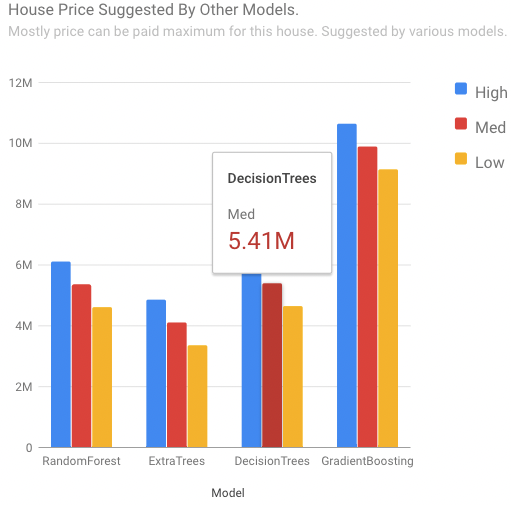 House Price Suggested By Other Models.
Mostly price can be paid maximum for this house. Suggested by various models.
12M
10M
8M
6M
4M
2M
0
High
Med
Low
DecisionTrees
Med
5.41M
RandomForest ExtraTrees DecisionTrees GradientBoosting
Model